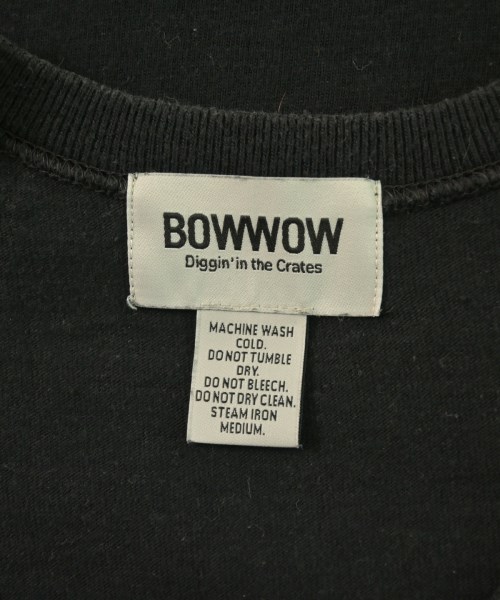 BOWWOW
Diggin' in the Crates
MACHINE WASH
COLD.
DO NOT TUMBLE
DRY.
DO NOT BLEECH.
DO NOT DRY CLEAN.
STEAM IRON
MEDIUM.